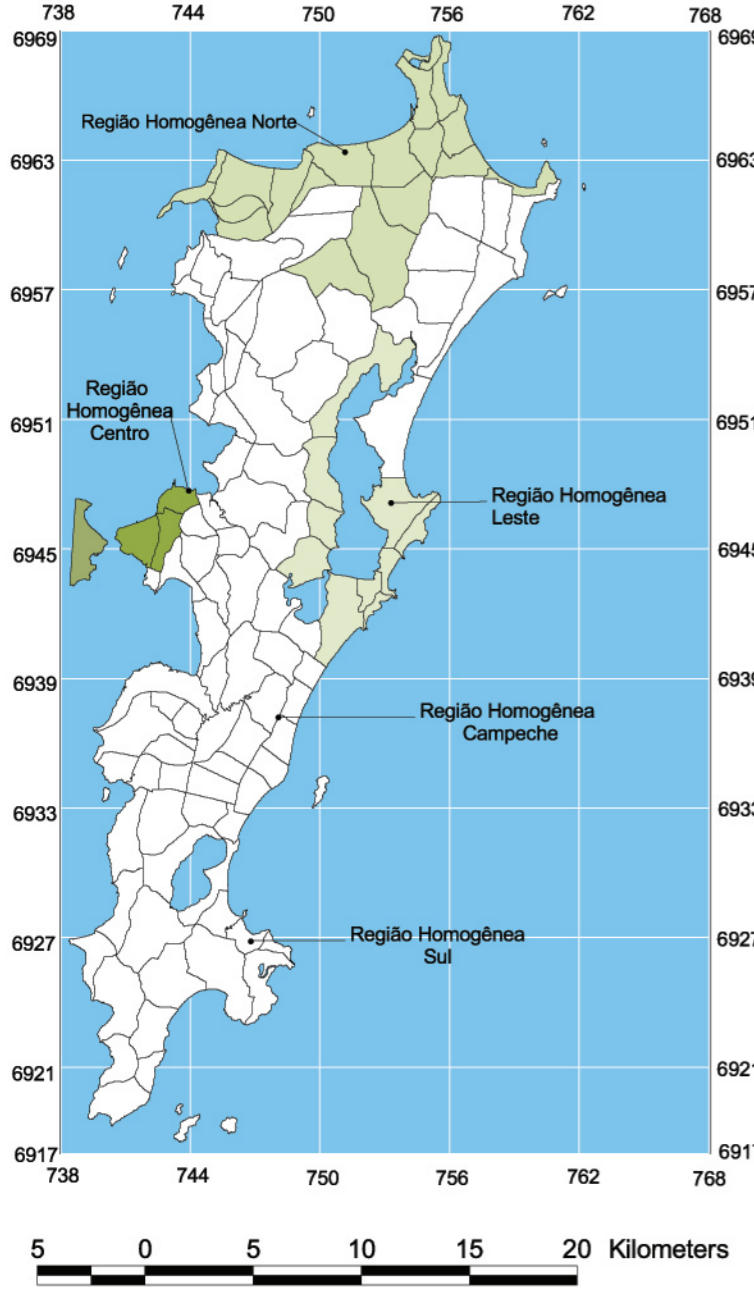 738 744 750 756 762 768
6969 6969
Região Homogênea Norte
6963 6963
6957 6957
Região
Homogênea
Centro
6951 6951
Região Homogênea
Leste
6945 6945
6939 6939
Região Homogênea
Campeche
6933 6933
Região Homogênea
Sul
6927 6927
6921 6921
6917 6917
738 744 750 756 762 768
5 0 5 10 15 20 Kilometers